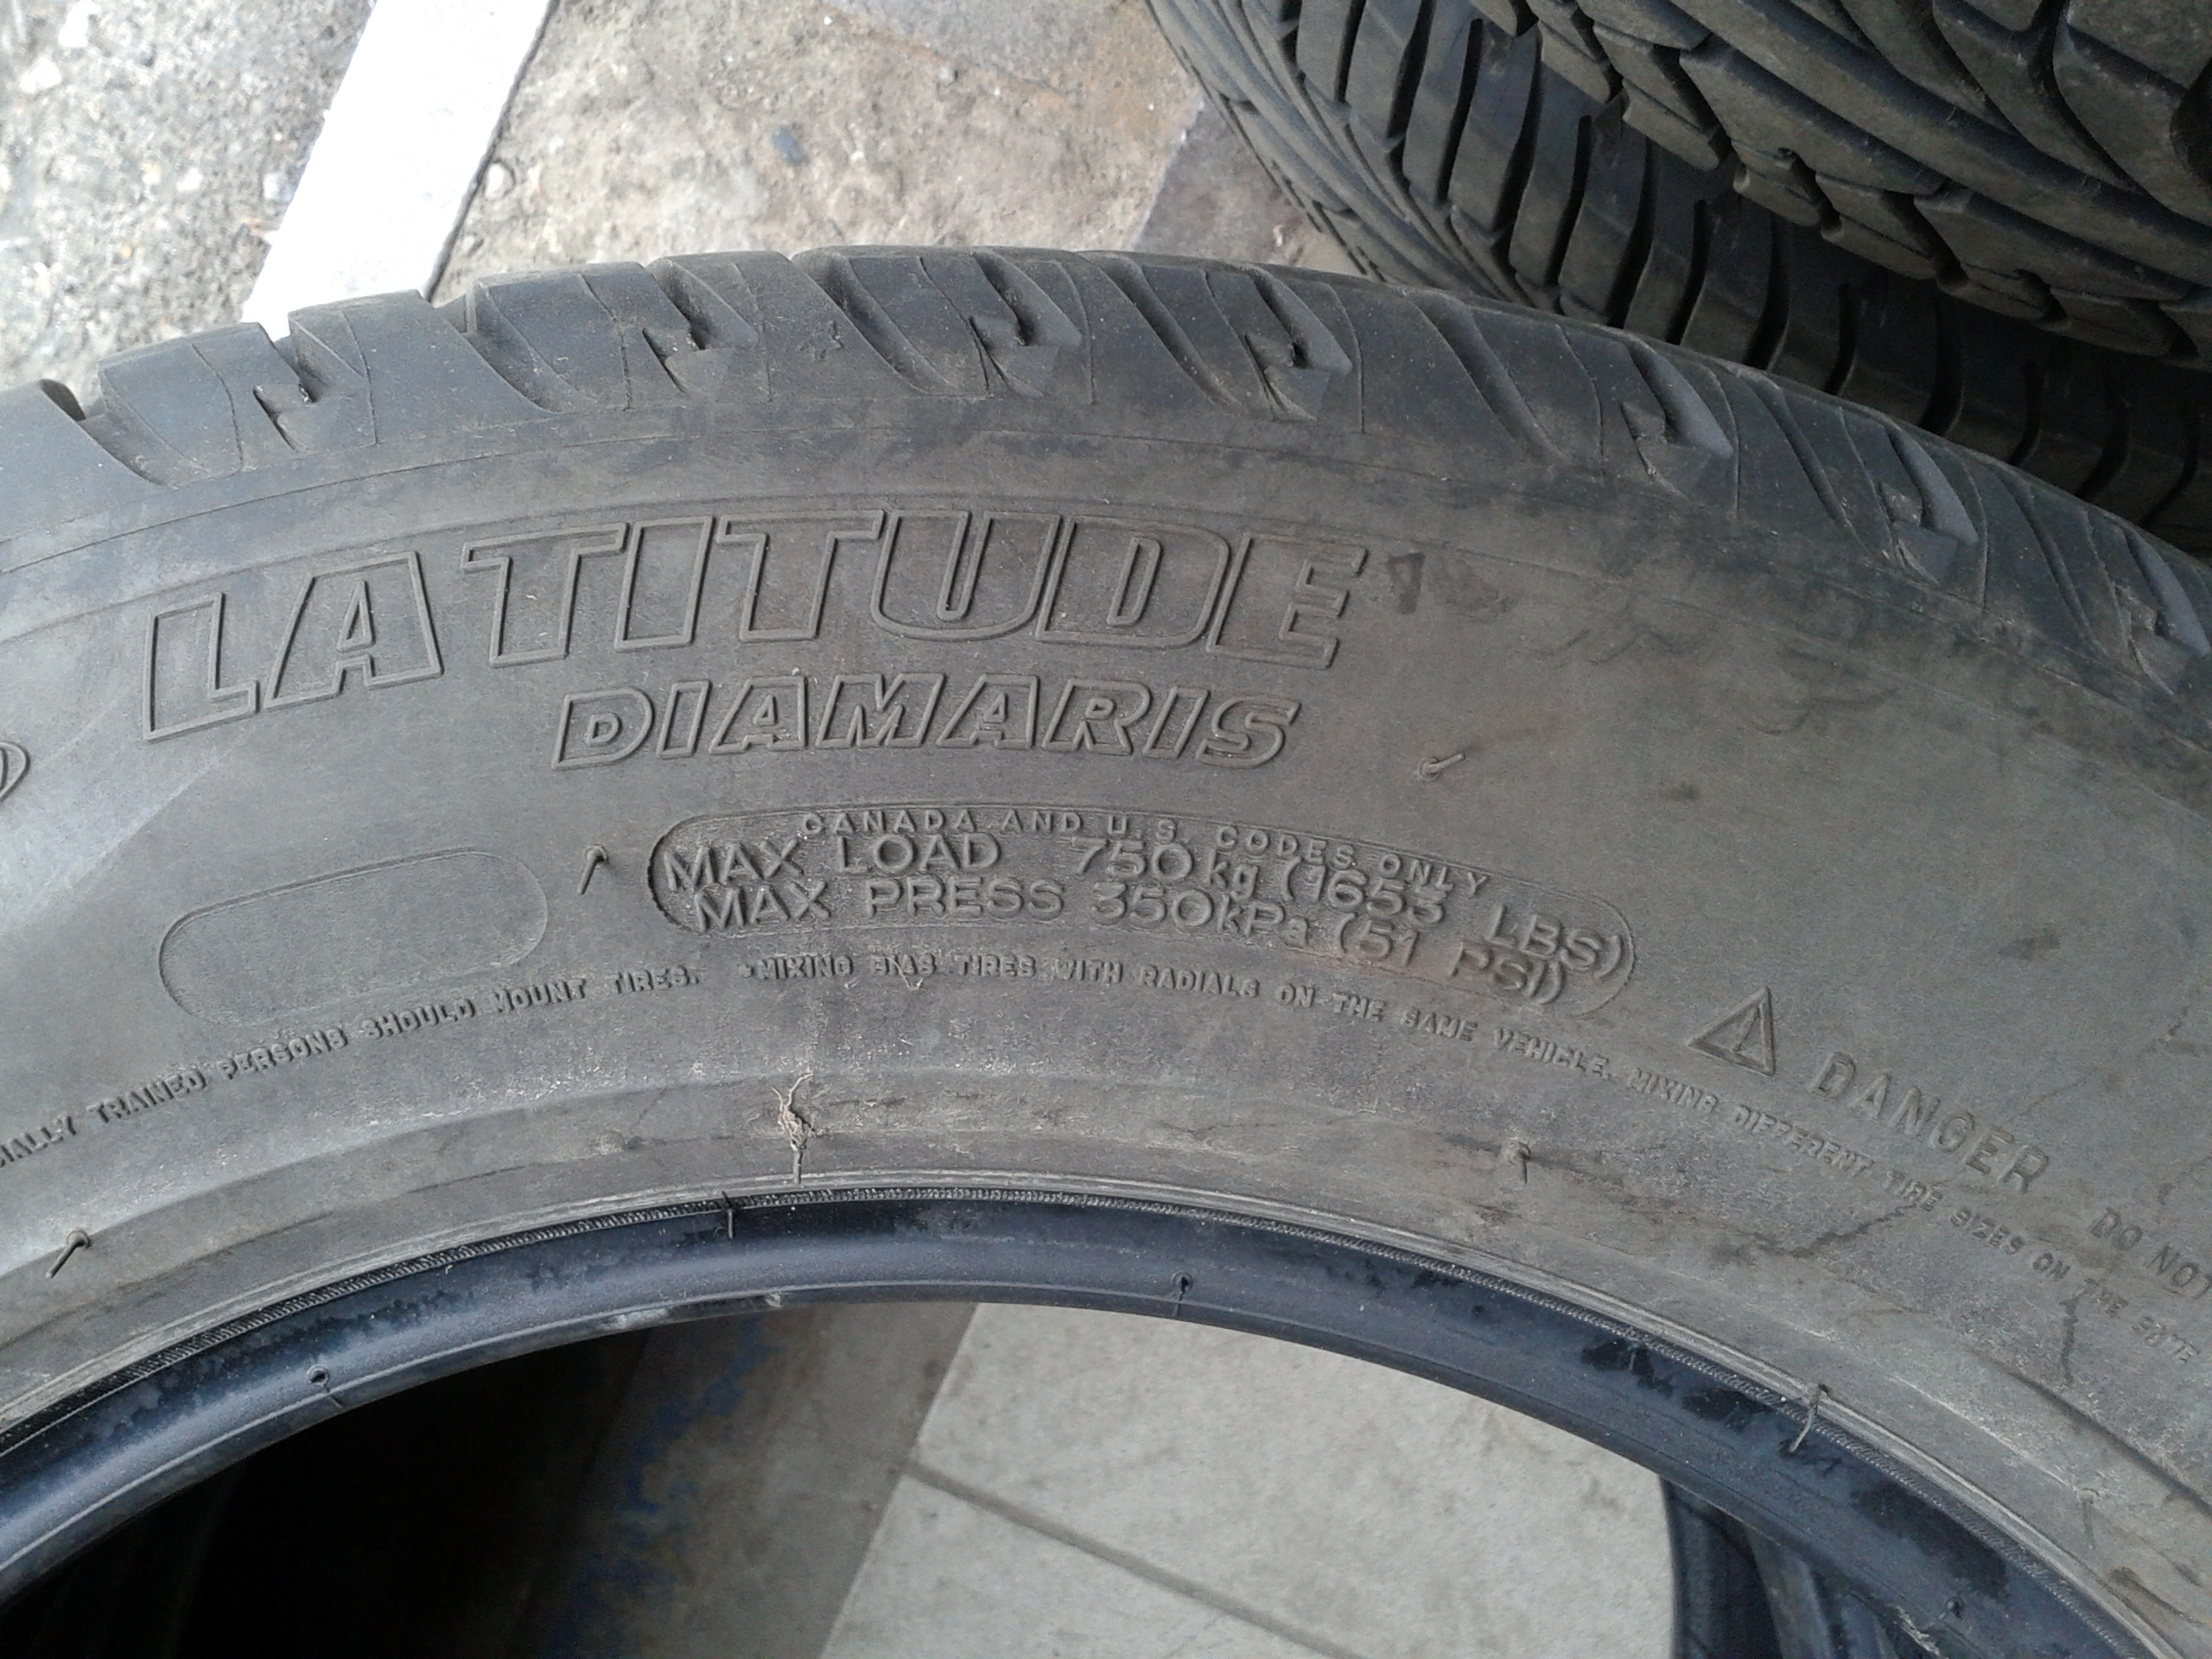 LATITUDE
DIAMARIS
CANADA AND U.S. CODES ONLY
MAX LOAD 750 kg (1653 LBS)
MAX PRESS 350kPa (51 PSI)
TRAINED PERSONS SHOULD MOUNT TIRES. -MIXING BIAS TIRES WITH RADIALS ON THE SAME VEHICLE. MIXING DIFFERENT TIRE SIZES ON THE SAME
DANGER DO NOT